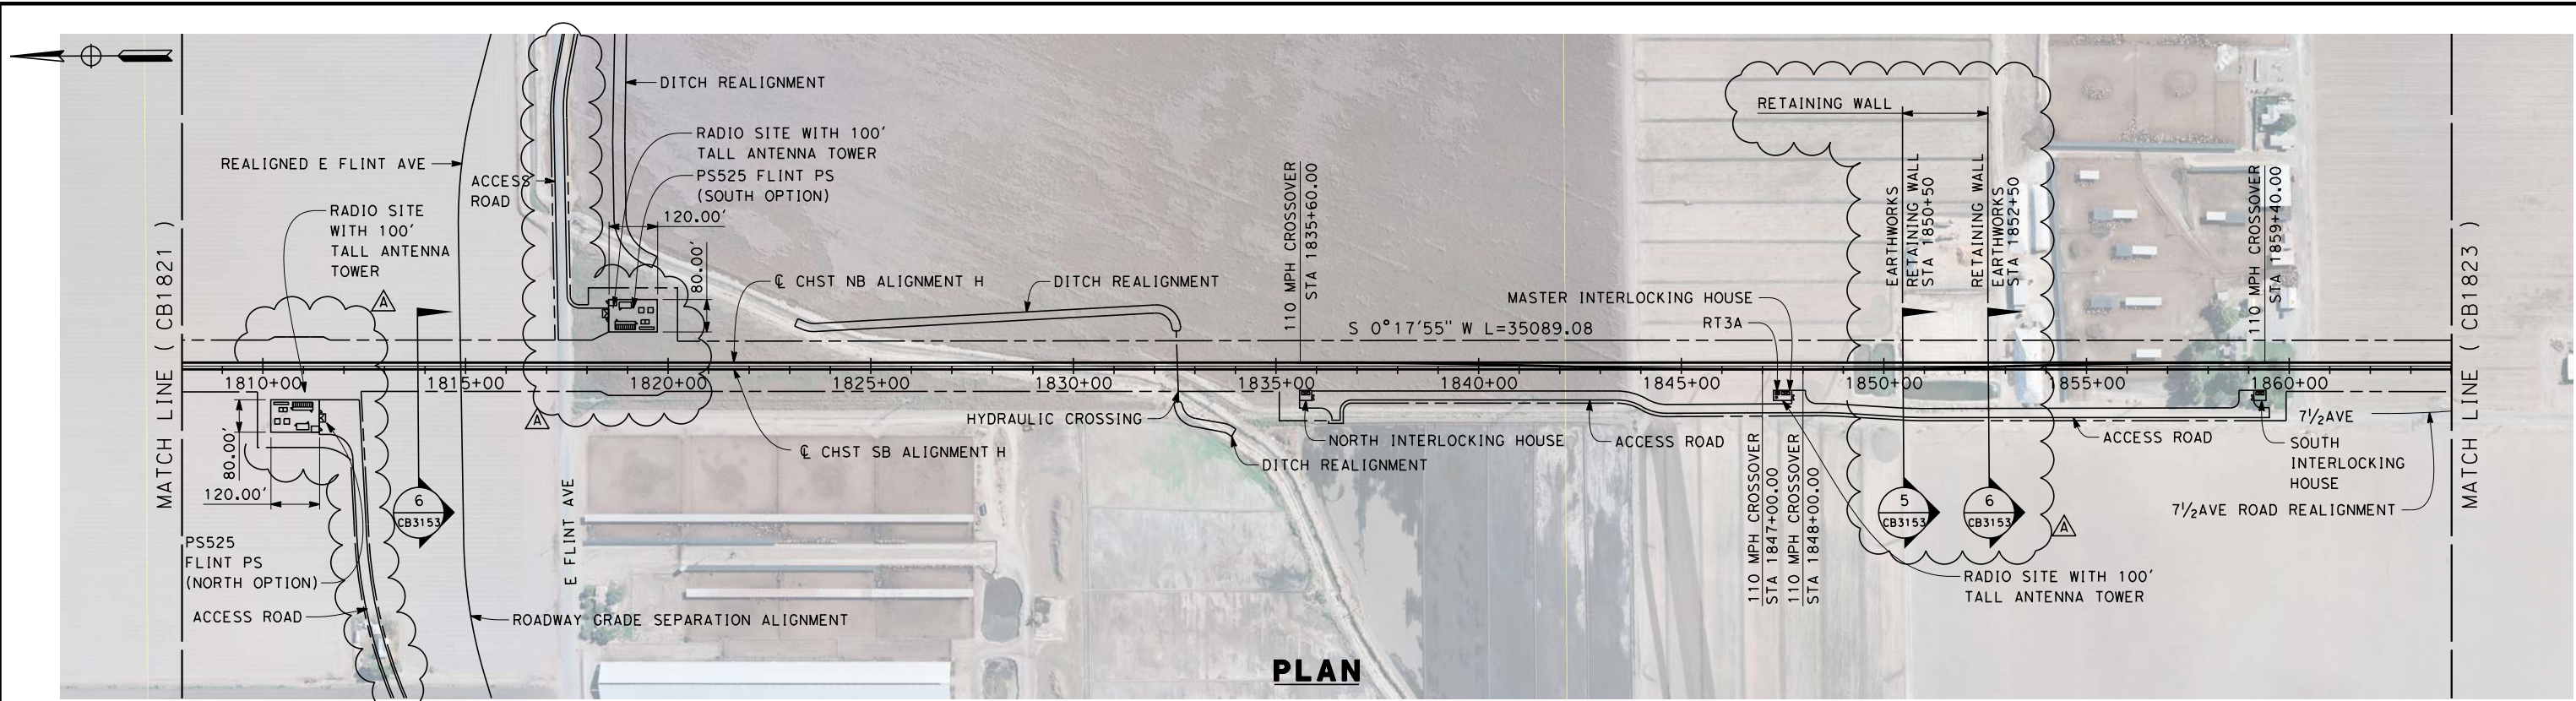 DITCH REALIGNMENT
RADIO SITE WITH 100'
TALL ANTENNA TOWER
PS525 FLINT PS
(SOUTH OPTION)
REALIGNED E FLINT AVE
ACCESS
ROAD
RADIO SITE
WITH 100'
TALL ANTENNA
TOWER
120.00'
80.00'
MATCH LINE ( CB1821 )
A
℄ CHST NB ALIGNMENT H
DITCH REALIGNMENT
110 MPH CROSSOVER
STA 1835+60.00
S 0°17'55" W L=35089.08
MASTER INTERLOCKING HOUSE
RT3A
RETAINING WALL
EARTHWORKS
RETAINING WALL
STA 1850+50
RETAINING WALL
EARTHWORKS
STA 1852+50
110 MPH CROSSOVER
STA 1859+40.00
MATCH LINE ( CB1823 )
1810+00
1815+00
1820+00
1825+00
1830+00
1835+00
1840+00
1845+00
1850+00
1855+00
1860+00
80.00'
120.00'
A
6
CB3153
HYDRAULIC CROSSING
℄ CHST SB ALIGNMENT H
DITCH REALIGNMENT
NORTH INTERLOCKING HOUSE
ACCESS ROAD
110 MPH CROSSOVER
STA 1847+00.00
110 MPH CROSSOVER
STA 1848+00.00
5
CB3153
6
CB3153
A
ACCESS ROAD
7½AVE
SOUTH
INTERLOCKING
HOUSE
7½AVE ROAD REALIGNMENT
PS525
FLINT PS
(NORTH OPTION)
ACCESS ROAD
E FLINT AVE
ROADWAY GRADE SEPARATION ALIGNMENT
RADIO SITE WITH 100'
TALL ANTENNA TOWER
PLAN